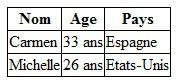 Nom Age Pays
Carmen 33 ans Espagne
Michelle 26 ans Etats-Unis